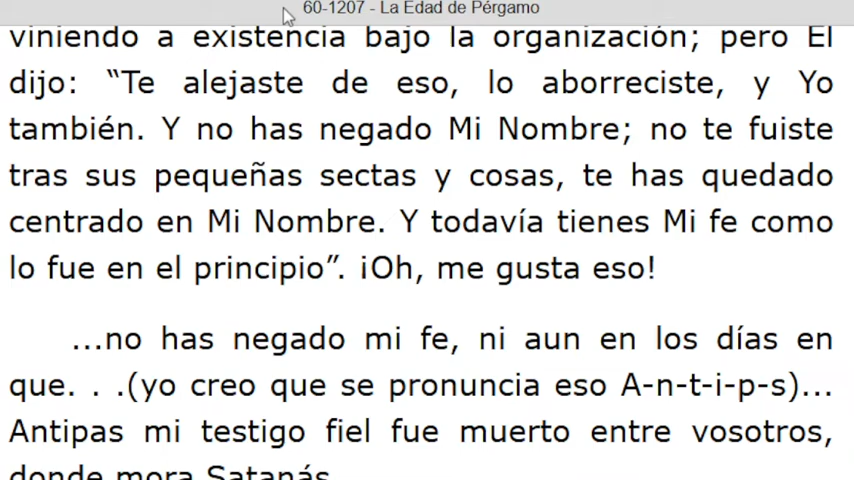 60-1207 - La Edad de Pérgamo
viniendo a existencia bajo la organización; pero Él
dijo: “Te alejaste de eso, lo aborreciste, y Yo
también. Y no has negado Mi Nombre; no te fuiste
tras sus pequeñas sectas y cosas, te has quedado
centrado en Mi Nombre. Y todavía tienes Mi fe como
lo fue en el principio”. ¡Oh, me gusta eso!
...no has negado mi fe, ni aun en los días en
que. . .(yo creo que se pronuncia eso A-n-t-i-p-s)...
Antipas mi testigo fiel fue muerto entre vosotros,
donde mora Satanás